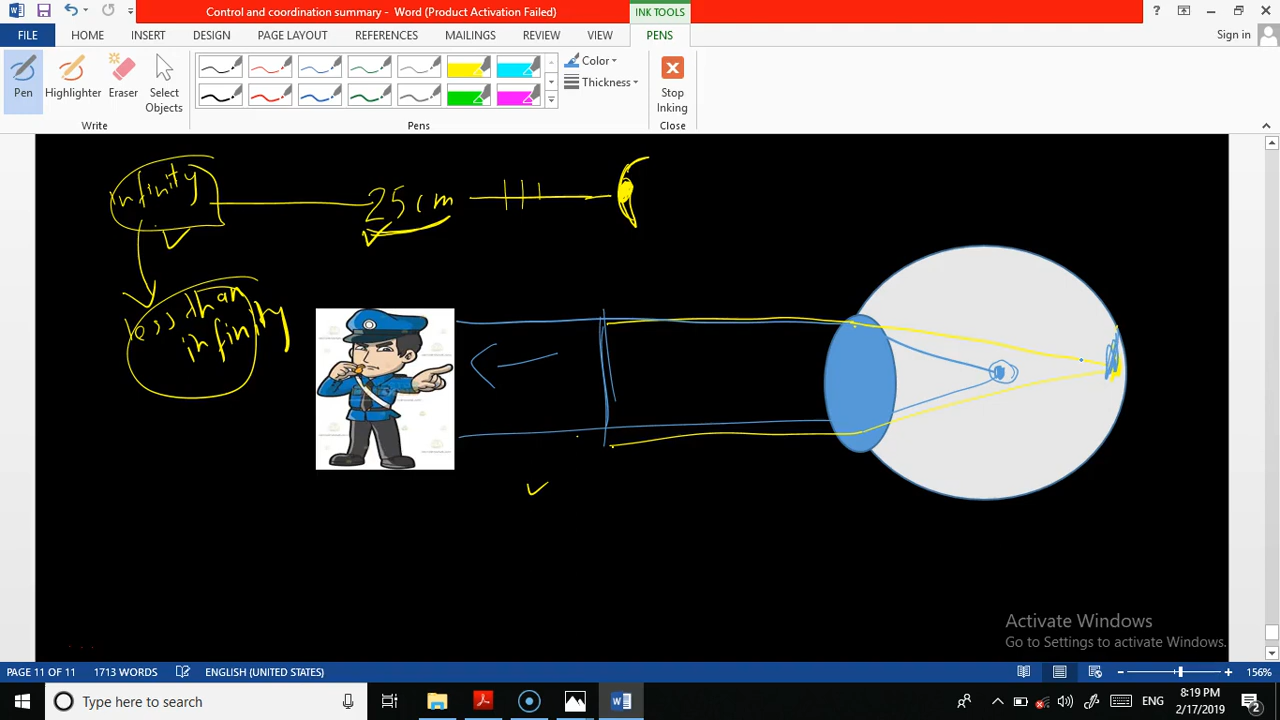 Control and coordination summary - Word (Product Activation Failed)
INK TOOLS
?
FILE
HOME
INSERT
DESIGN
PAGE LAYOUT
REFERENCES
MAILINGS
REVIEW
VIEW
PENS
Sign in
Pen
Highlighter
Eraser
Select Objects
Color
Thickness
Stop Inking
Write
Pens
Close
infinity
25cm
less than
infinity
Activate Windows
Go to Settings to activate Windows.
PAGE 11 OF 11
1713 WORDS
ENGLISH (UNITED STATES)
156%
Type here to search
ENG
8:19 PM
2/17/2019
2